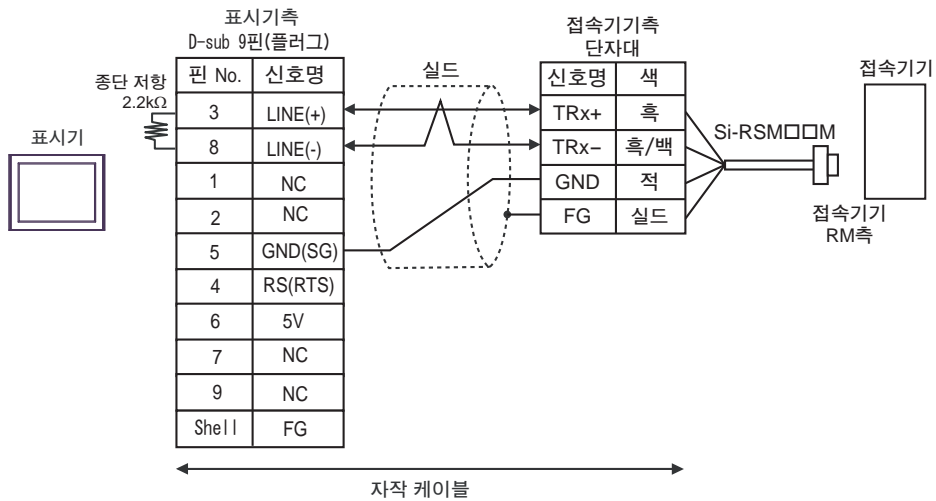 표시기측
D-sub 9핀(플러그)
접속기기측
단자대
종단 저항
2.2kΩ
표시기
실드
접속기기
핀 No. 신호명
3 LINE(+)
8 LINE(-)
1 NC
2 NC
5 GND(SG)
4 RS(RTS)
6 5V
7 NC
9 NC
Shell FG
신호명 색
TRx+ 흑
TRx− 흑/백
GND 적
FG 실드
Si-RSM□□M
접속기기
RM측
자작 케이블